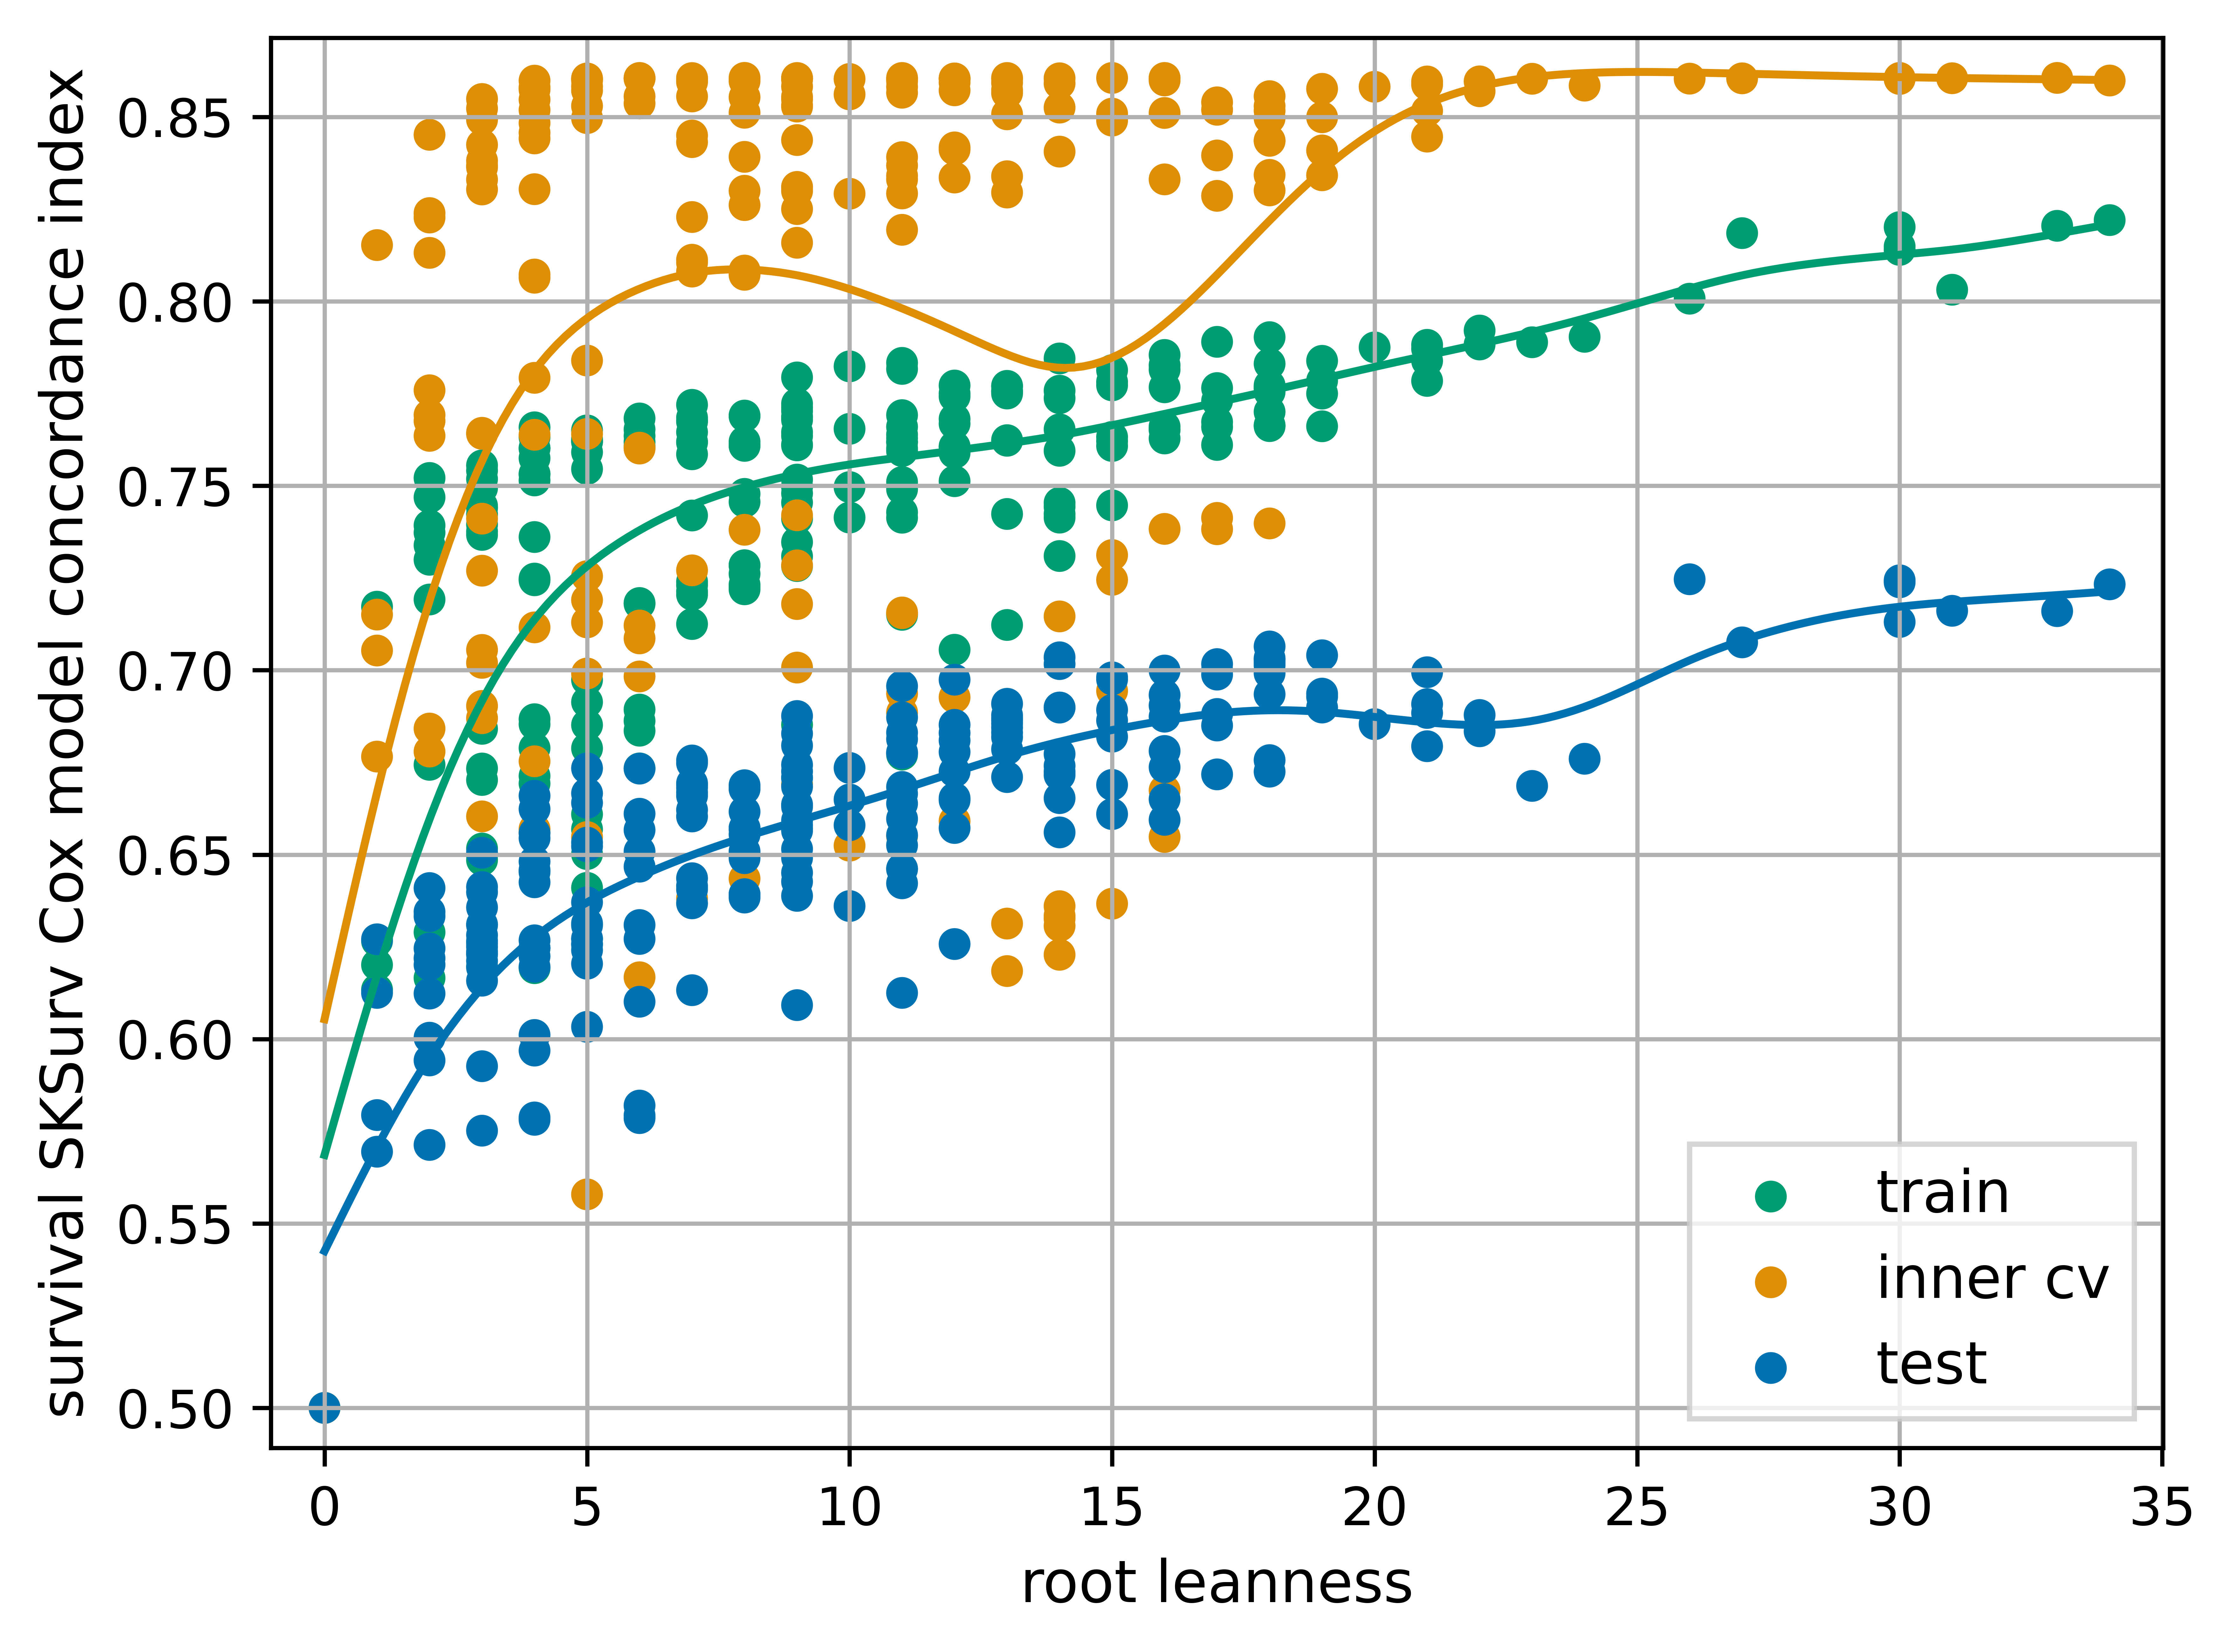 survival SKSurv Cox model concordance index
0.85
0.80
0.75
0.70
0.65
0.60
0.55
0.50
train
inner cv
test
0 5 10 15 20 25 30 35
root leanness